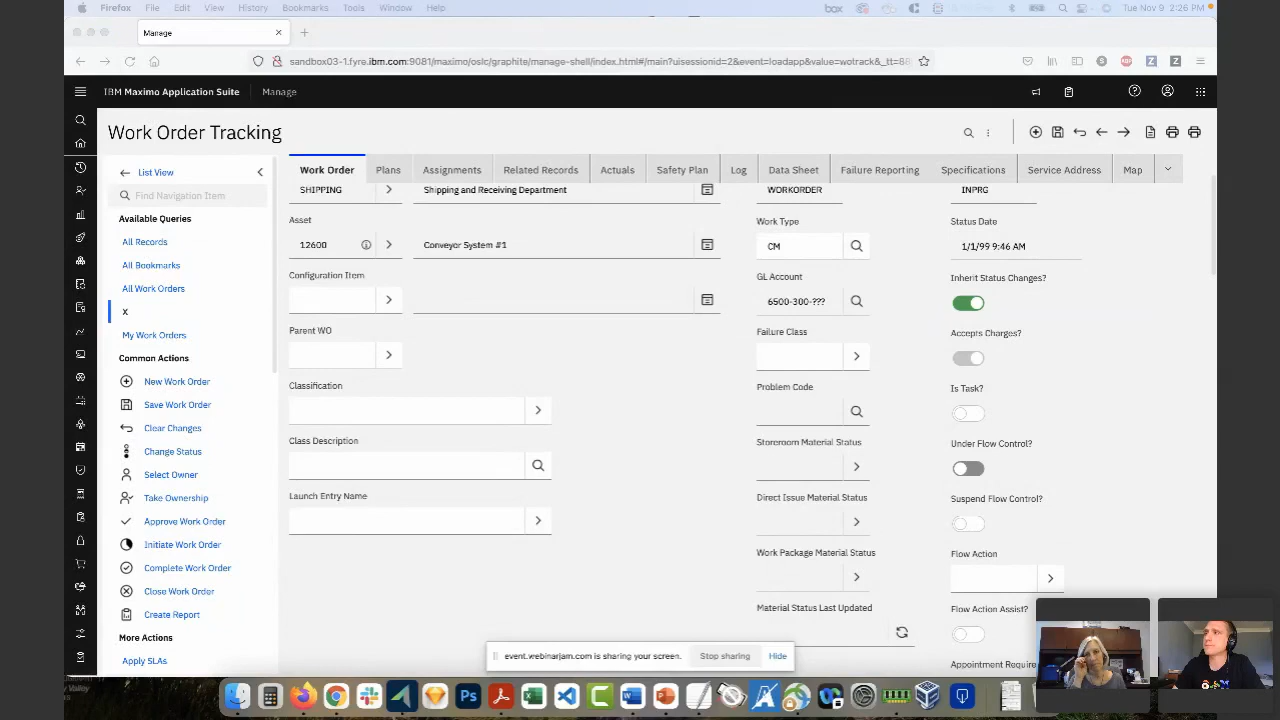 Firefox File Edit View History Bookmarks Tools Window Help box Tue Nov 9 2:26 PM
Manage
sandbox03-1.fyre.ibm.com:9081/maximo/oslc/graphite/manage-shell/index.html#/main?uisessionid=2&event=loadapp&value=wotrack&_tt=88
IBM Maximo Application Suite Manage
Work Order Tracking
List View
Find Navigation Item
Available Queries
All Records
All Bookmarks
All Work Orders
X
My Work Orders
Common Actions
New Work Order
Save Work Order
Clear Changes
Change Status
Select Owner
Take Ownership
Approve Work Order
Initiate Work Order
Complete Work Order
Close Work Order
Create Report
More Actions
Apply SLAs
Work Order Plans Assignments Related Records Actuals Safety Plan Log Data Sheet Failure Reporting Specifications Service Address Map
SHIPPING Shipping and Receiving Department
Asset
12600 Conveyor System #1
Configuration Item
Parent WO
Classification
Class Description
Launch Entry Name
WORKORDER
Work Type
CM
GL Account
6500-300-???
Failure Class
Problem Code
Storeroom Material Status
Direct Issue Material Status
Work Package Material Status
Material Status Last Updated
INPRG
Status Date
1/1/99 9:46 AM
Inherit Status Changes?
Accepts Charges?
Is Task?
Under Flow Control?
Suspend Flow Control?
Flow Action
Flow Action Assist?
Appointment Require
event.webinarjam.com is sharing your screen. Stop sharing Hide
Valley